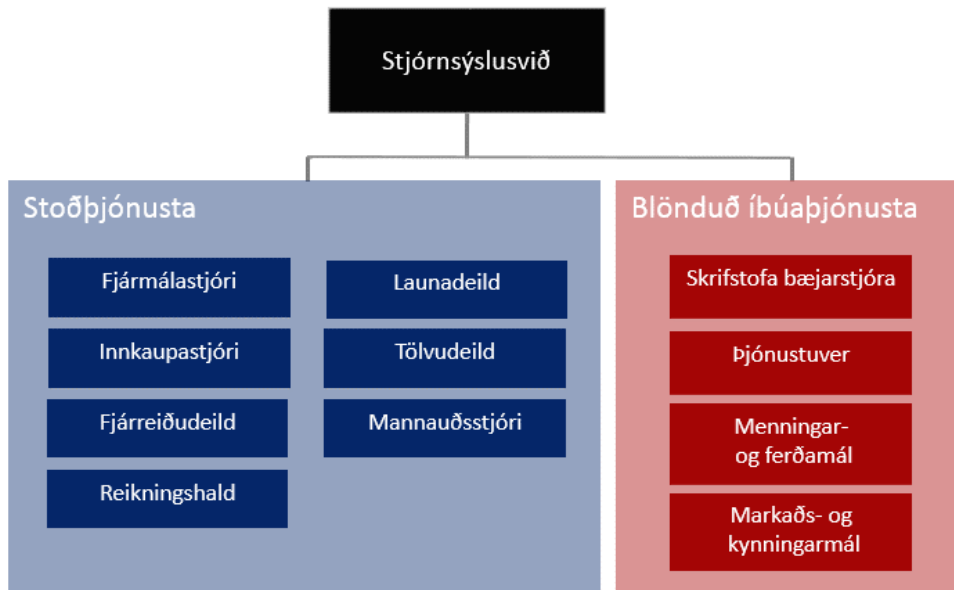 Stjórnsýslusvið
Stoðþjónusta
Fjármálastjóri
Innkaupastjóri
Fjárreiðudeild
Reikningshald
Launadeild
Tölvudeild
Mannauðsstjóri
Blönduð íbúaþjónusta
Skrifstofa bæjarstjóra
Þjónustuver
Menningar-
og ferðamál
Markaðs- og
kynningarmál